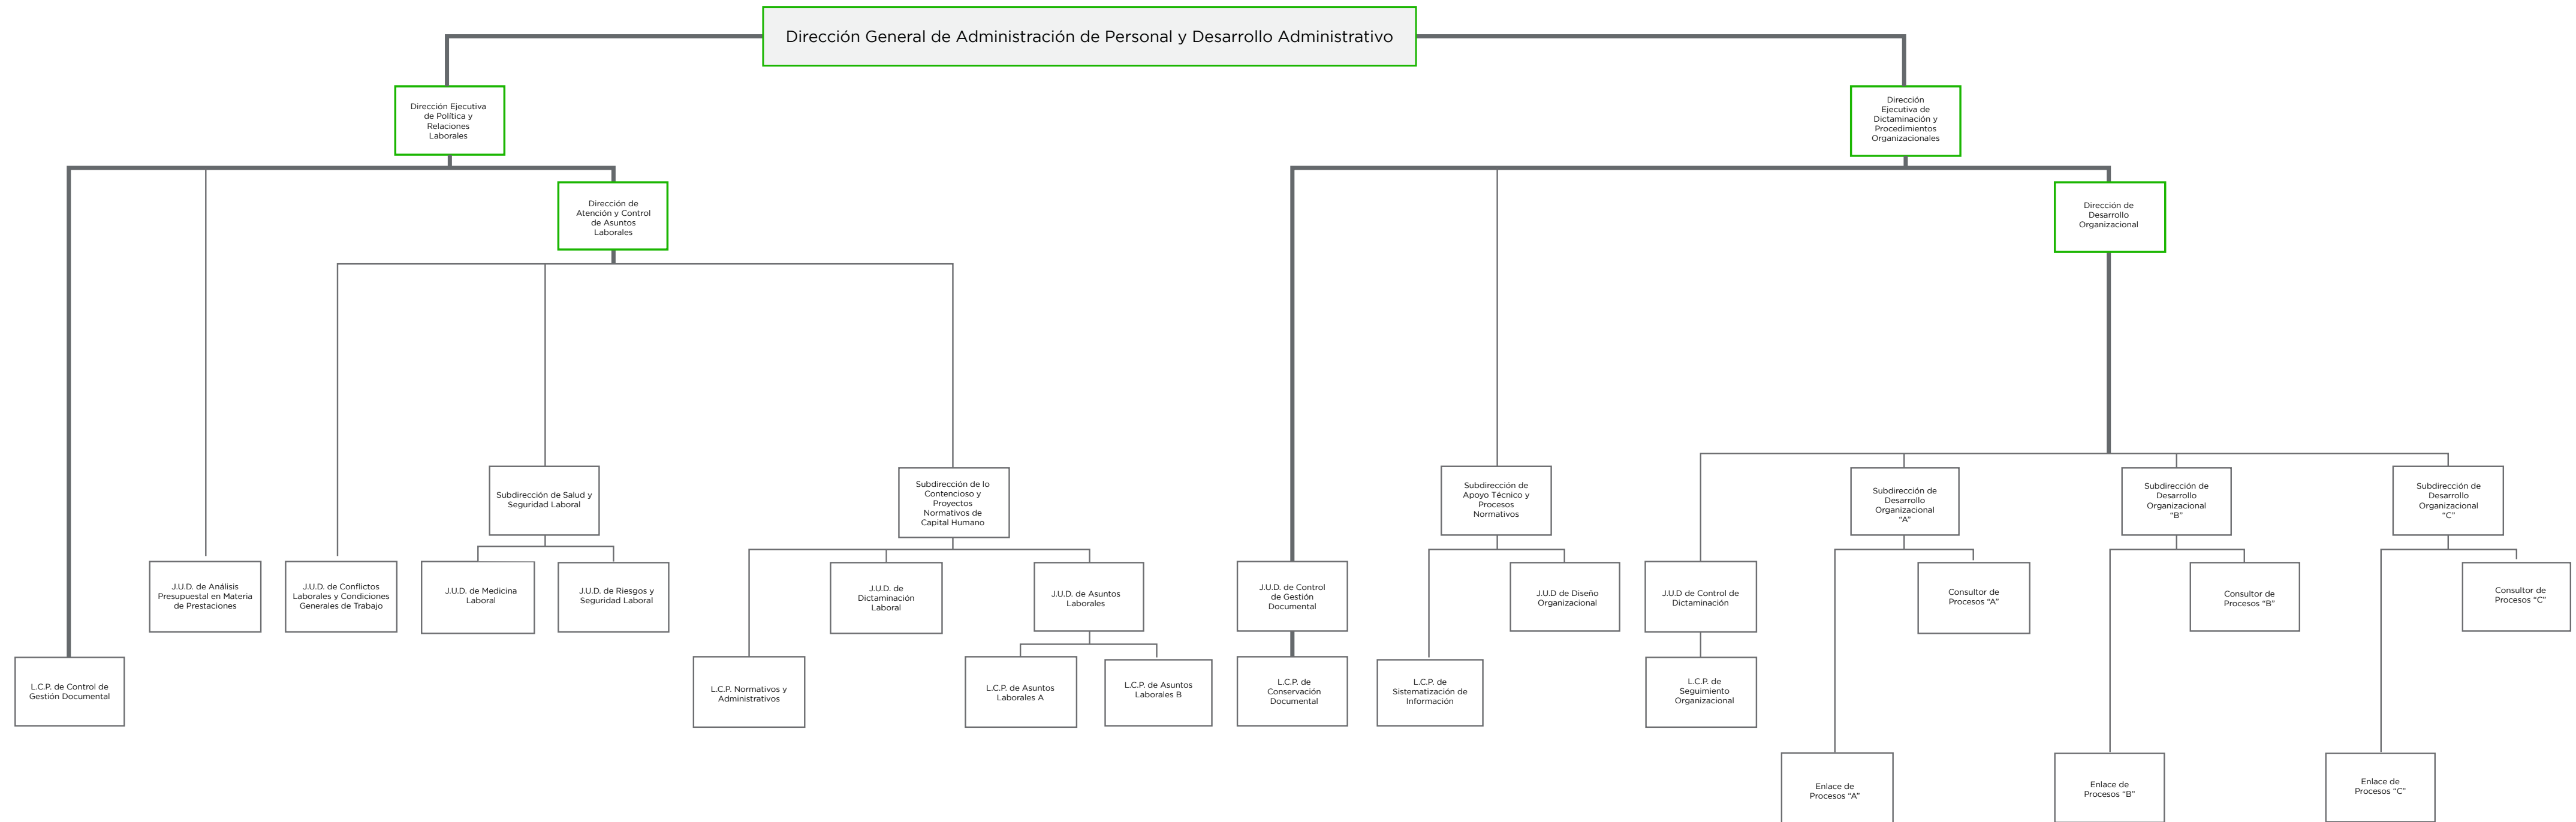 Dirección General de Administración de Personal y Desarrollo Administrativo
Dirección Ejecutiva
de Política y
Relaciones
Laborales
Dirección
Ejecutiva de
Dictaminación y
Procedimientos
Organizacionales
Dirección de
Atención y Control
de Asuntos
Laborales
Dirección de
Desarrollo
Organizacional
Subdirección de Salud y
Seguridad Laboral
Subdirección de lo
Contencioso y
Proyectos
Normativos de
Capital Humano
Subdirección de
Apoyo Técnico y
Procesos
Normativos
Subdirección de
Desarrollo
Organizacional
“A”
Subdirección de
Desarrollo
Organizacional
“B”
Subdirección de
Desarrollo
Organizacional
“C”
J.U.D. de Análisis
Presupuestal en Materia
de Prestaciones
J.U.D. de Conflictos
Laborales y Condiciones
Generales de Trabajo
J.U.D. de Medicina
Laboral
J.U.D. de Riesgos y
Seguridad Laboral
J.U.D. de
Dictaminación
Laboral
J.U.D. de Asuntos
Laborales
J.U.D. de Control
de Gestión
Documental
J.U.D de Diseño
Organizacional
J.U.D de Control de
Dictaminación
Consultor de
Procesos “A”
Consultor de
Procesos “B”
Consultor de
Procesos “C”
L.C.P. de Control de
Gestión Documental
L.C.P. Normativos y
Administrativos
L.C.P. de Asuntos
Laborales A
L.C.P. de Asuntos
Laborales B
L.C.P. de
Conservación
Documental
L.C.P. de
Sistematización de
Información
L.C.P. de
Seguimiento
Organizacional
Enlace de
Procesos “A”
Enlace de
Procesos “B”
Enlace de
Procesos “C”